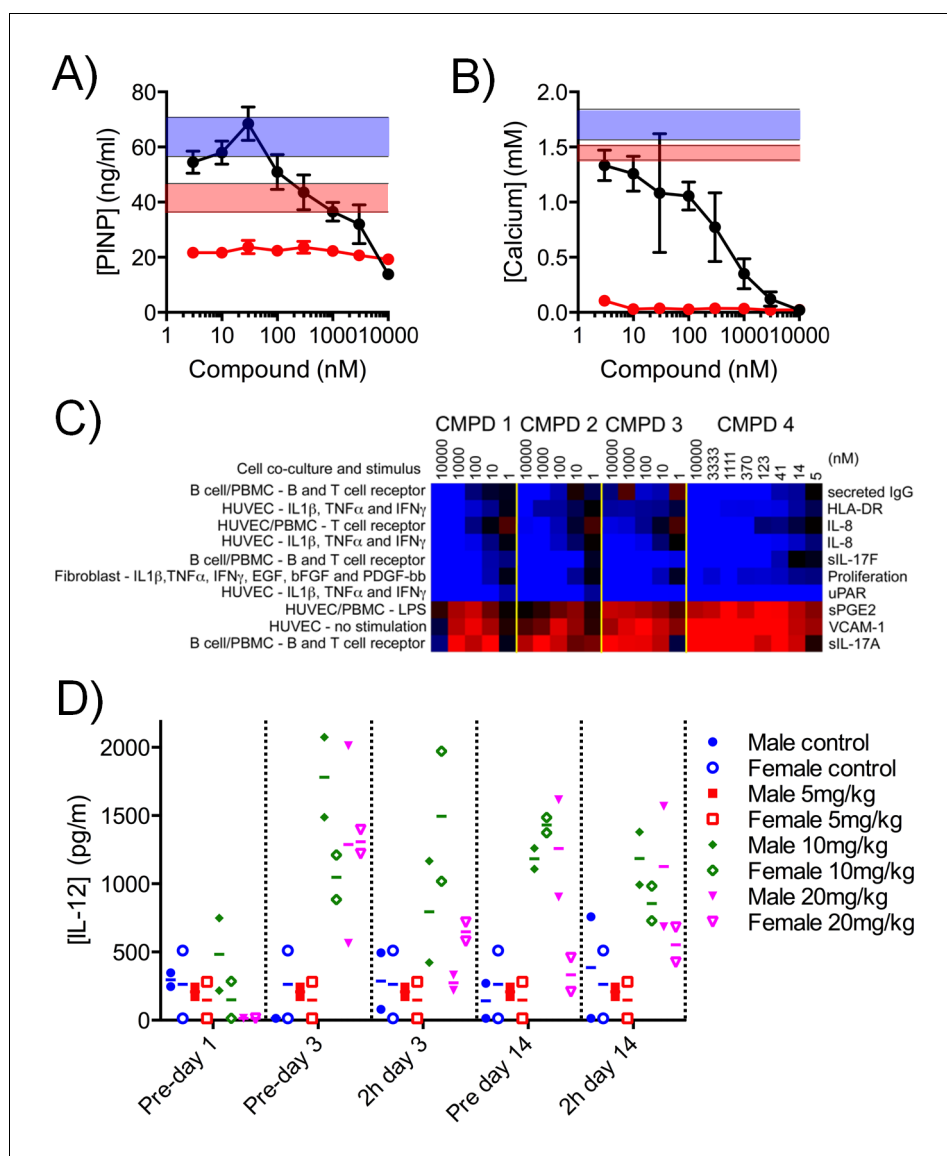 A)
[PINP] (ng/ml)
80
60
40
20
0
1 10 100 1000 10000
Compound (nM)
B)
[Calcium] (mM)
2.0
1.5
1.0
0.5
0.0
1 10 100 1000 10000
Compound (nM)
C)
CMPD 1 CMPD 2 CMPD 3 CMPD 4
Cell co-culture and stimulus 10000 1000 100 10 1 10000 1000 100 10 1 10000 1000 100 10 1 10000 3333 1111 370 123 41 14 5 (nM)
B cell/PBMC - B and T cell receptor secreted IgG
HUVEC - IL1β, TNFα and IFNγ HLA-DR
HUVEC/PBMC - T cell receptor IL-8
HUVEC - IL1β, TNFα and IFNγ IL-8
B cell/PBMC - B and T cell receptor sIL-17F
Fibroblast - IL1β,TNFα, IFNγ, EGF, bFGF and PDGF-bb Proliferation
HUVEC - IL1β, TNFα and IFNγ uPAR
HUVEC/PBMC - LPS sPGE2
HUVEC - no stimulation VCAM-1
B cell/PBMC - B and T cell receptor sIL-17A
D)
[IL-12] (pg/m)
2000
1500
1000
500
0
Pre-day 1
Pre-day 3
2h day 3
Pre day 14
2h day 14
Male control
Female control
Male 5mg/kg
Female 5mg/kg
Male 10mg/kg
Female 10mg/kg
Male 20mg/kg
Female 20mg/kg